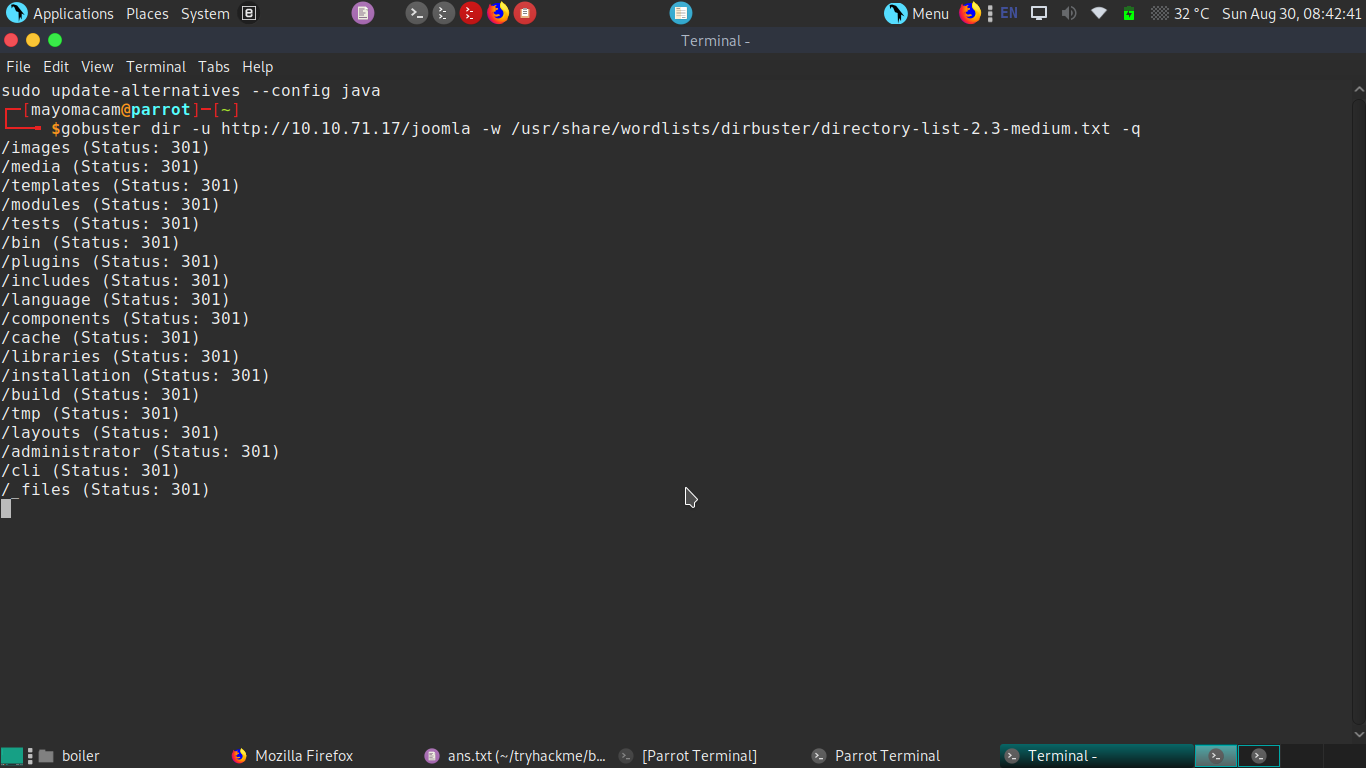 Applications Places System Menu EN 32 °C Sun Aug 30, 08:42:41
Terminal -
File Edit View Terminal Tabs Help
sudo update-alternatives --config java
┌─[mayomacam@parrot]─[~]
└──╼ $gobuster dir -u http://10.10.71.17/joomla -w /usr/share/wordlists/dirbuster/directory-list-2.3-medium.txt -q
/images (Status: 301)
/media (Status: 301)
/templates (Status: 301)
/modules (Status: 301)
/tests (Status: 301)
/bin (Status: 301)
/plugins (Status: 301)
/includes (Status: 301)
/language (Status: 301)
/components (Status: 301)
/cache (Status: 301)
/libraries (Status: 301)
/installation (Status: 301)
/build (Status: 301)
/tmp (Status: 301)
/layouts (Status: 301)
/administrator (Status: 301)
/cli (Status: 301)
/_files (Status: 301)
boiler Mozilla Firefox ans.txt (~/tryhackme/b... [Parrot Terminal] Parrot Terminal Terminal -